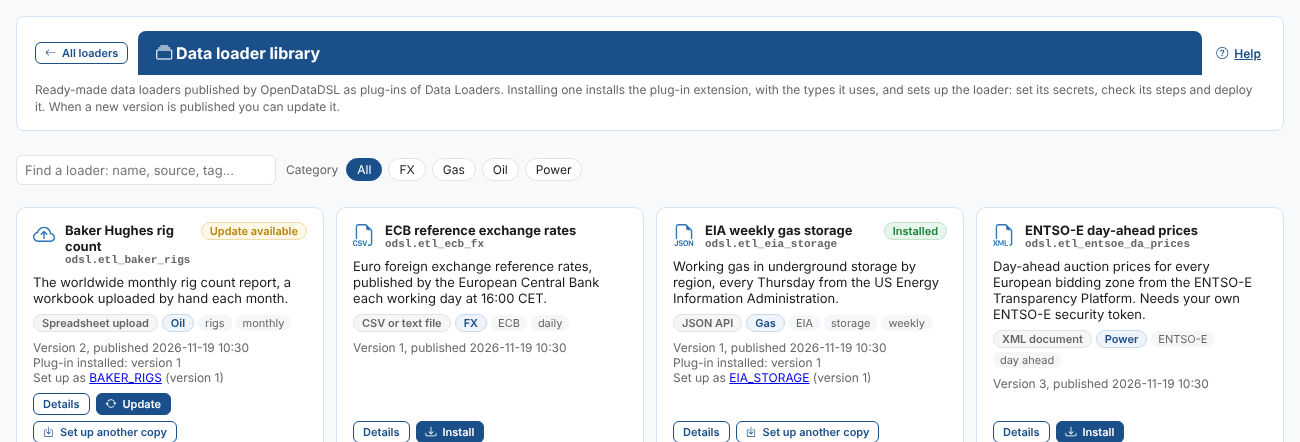 All loaders
Data loader library
Help
Ready-made data loaders published by OpenDataDSL as plug-ins of Data Loaders. Installing one installs the plug-in extension, with the types it uses, and sets up the loader: set its secrets, check its steps and deploy
it. When a new version is published you can update it.
Find a loader: name, source, tag...
Category All FX Gas Oil Power
Baker Hughes rig
count
Update available
odsl.etl_baker_rigs
The worldwide monthly rig count report, a
workbook uploaded by hand each month.
Spreadsheet upload Oil rigs monthly
Version 2, published 2026-11-19 10:30
Plug-in installed: version 1
Set up as BAKER_RIGS (version 1)
Details Update
Set up another copy
CSV
ECB reference exchange rates
odsl.etl_ecb_fx
Euro foreign exchange reference rates,
published by the European Central Bank
each working day at 16:00 CET.
CSV or text file FX ECB daily
Version 1, published 2026-11-19 10:30
Details Install
JSON
EIA weekly gas storage
Installed
odsl.etl_eia_storage
Working gas in underground storage by
region, every Thursday from the US Energy
Information Administration.
JSON API Gas EIA storage weekly
Version 1, published 2026-11-19 10:30
Plug-in installed: version 1
Set up as EIA_STORAGE (version 1)
Details Set up another copy
XML
ENTSO-E day-ahead prices
odsl.etl_entsoe_da_prices
Day-ahead auction prices for every
European bidding zone from the ENTSO-E
Transparency Platform. Needs your own
ENTSO-E security token.
XML document Power ENTSO-E
day ahead
Version 3, published 2026-11-19 10:30
Details Install